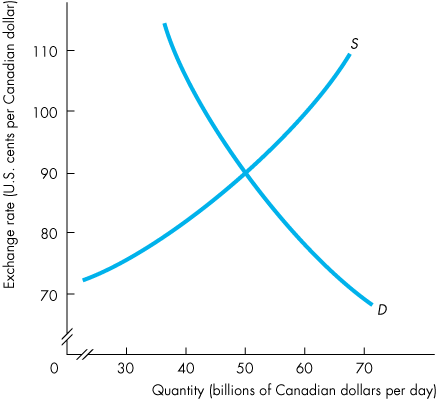 Exchange rate (U.S. cents per Canadian dollar)
110
100
90
80
70
0
30
40
50
60
70
S
D
Quantity (billions of Canadian dollars per day)